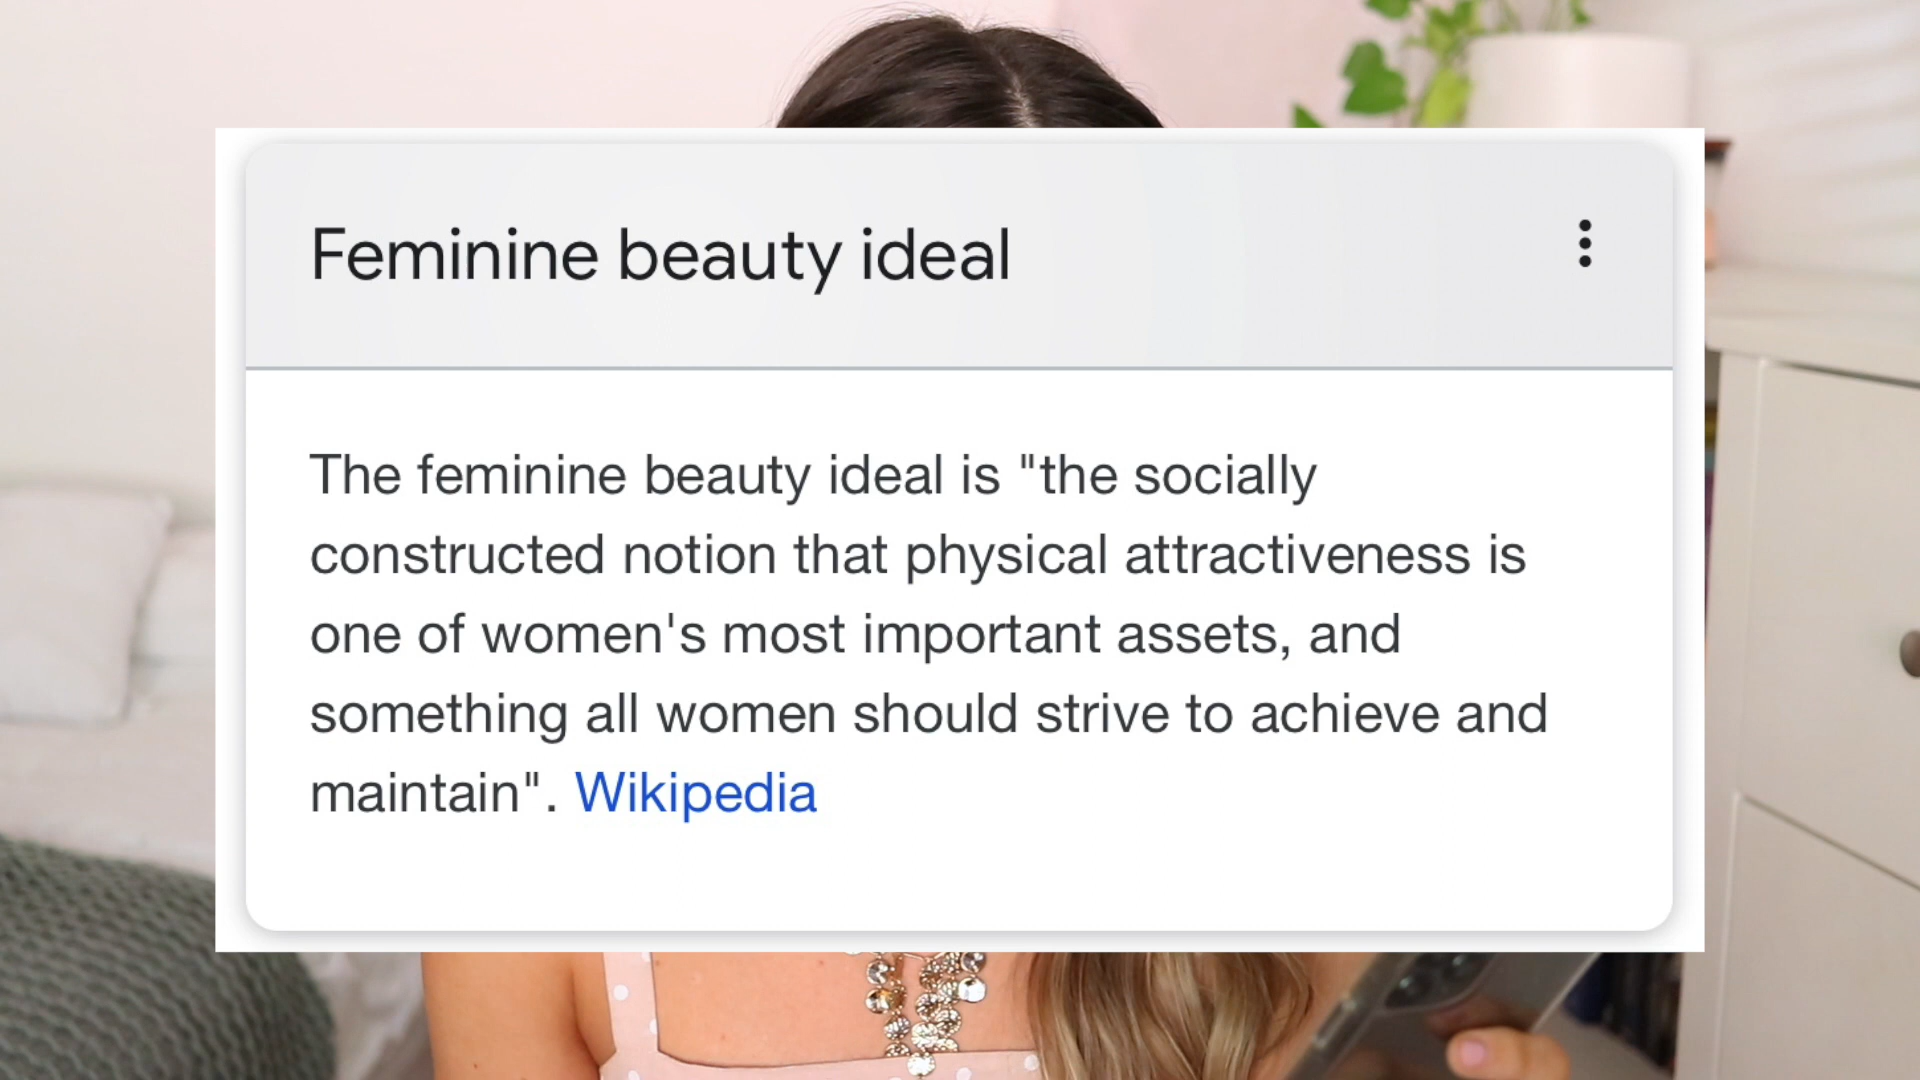 Feminine beauty ideal
The feminine beauty ideal is "the socially
constructed notion that physical attractiveness is
one of women's most important assets, and
something all women should strive to achieve and
maintain". Wikipedia